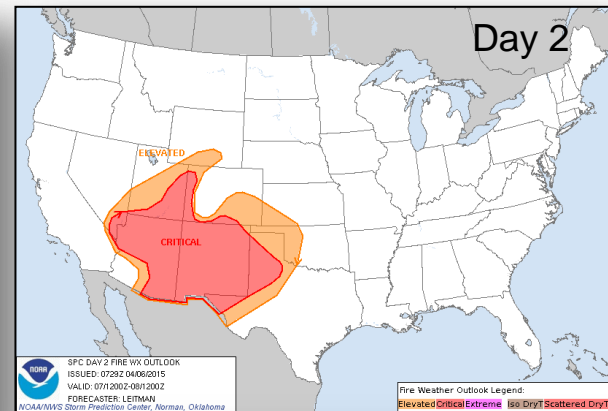 Day 2
ELEVATED
CRITICAL
NOAA
SPC DAY 2 FIRE WX OUTLOOK
ISSUED: 0729Z 04/06/2015
VALID: 07/1200Z-08/1200Z
FORECASTER: LEITMAN
NOAA/NWS Storm Prediction Center, Norman, Oklahoma
Fire Weather Outlook Legend:
Elevated Critical Extreme Iso DryT Scattered DryT